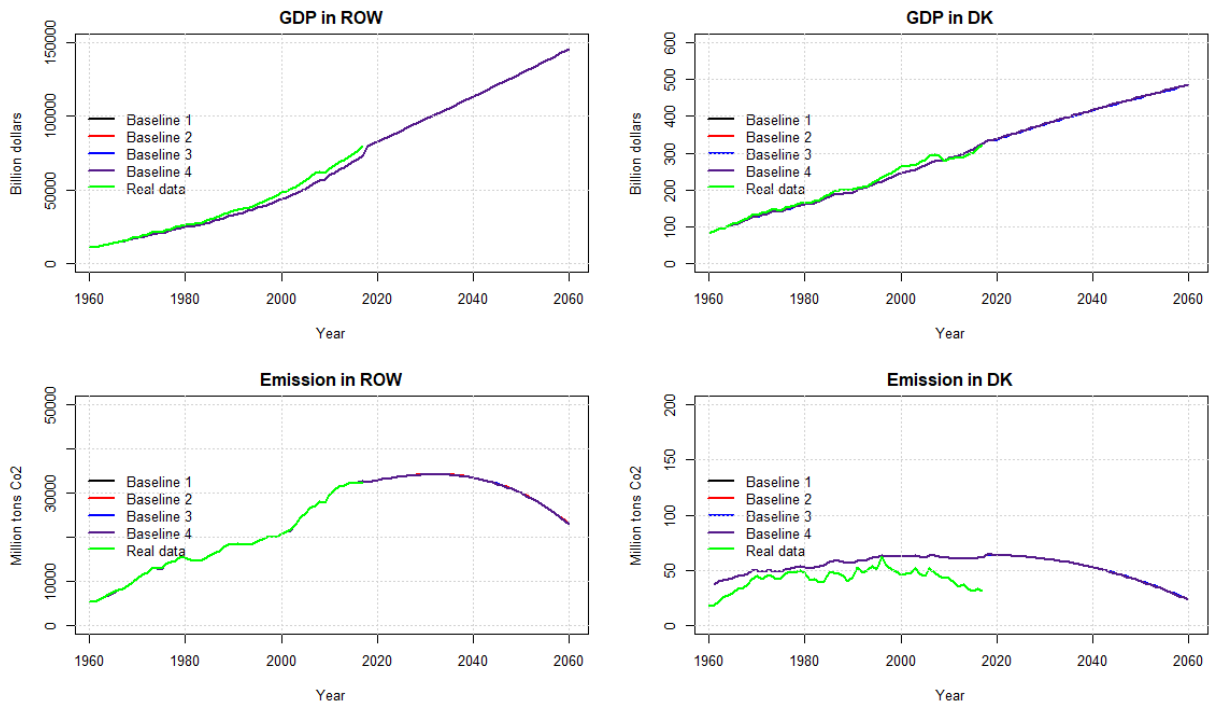 GDP in ROW
Billion dollars
0
50000
100000
150000
Baseline 1
Baseline 2
Baseline 3
Baseline 4
Real data
1960 1980 2000 2020 2040 2060
Year
GDP in DK
Billion dollars
0
100
200
300
400
500
600
Baseline 1
Baseline 2
Baseline 3
Baseline 4
Real data
1960 1980 2000 2020 2040 2060
Year
Emission in ROW
Million tons Co2
0
10000
30000
50000
Baseline 1
Baseline 2
Baseline 3
Baseline 4
Real data
1960 1980 2000 2020 2040 2060
Year
Emission in DK
Million tons Co2
0
50
100
150
200
Baseline 1
Baseline 2
Baseline 3
Baseline 4
Real data
1960 1980 2000 2020 2040 2060
Year